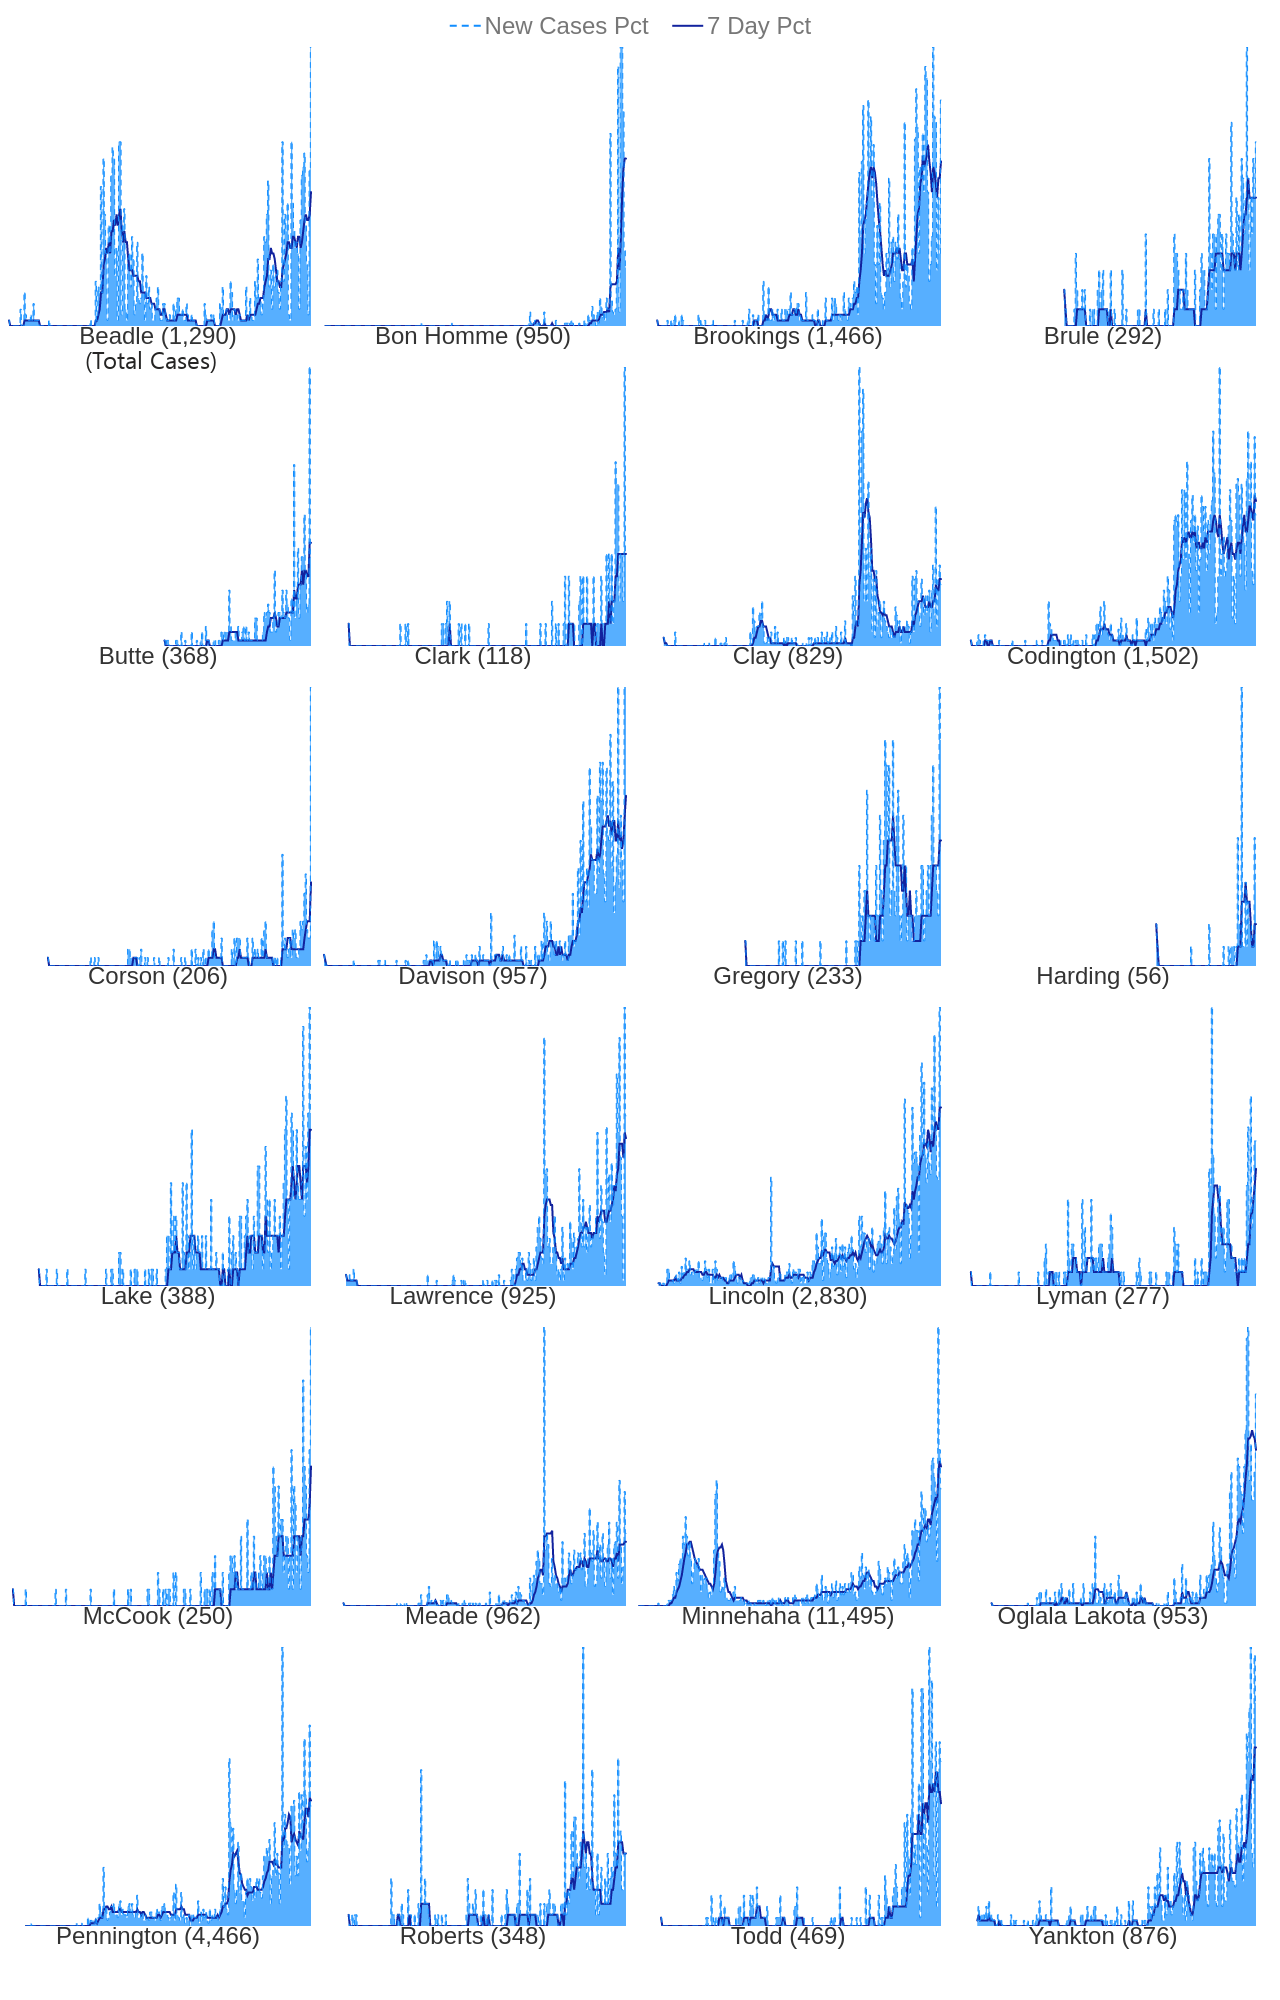 New Cases Pct 7 Day Pct
Beadle (1,290) Bon Homme (950) Brookings (1,466) Brule (292)
(Total Cases)
Butte (368) Clark (118) Clay (829) Codington (1,502)
Corson (206) Davison (957) Gregory (233) Harding (56)
Lake (388) Lawrence (925) Lincoln (2,830) Lyman (277)
McCook (250) Meade (962) Minnehaha (11,495) Oglala Lakota (953)
Pennington (4,466) Roberts (348) Todd (469) Yankton (876)